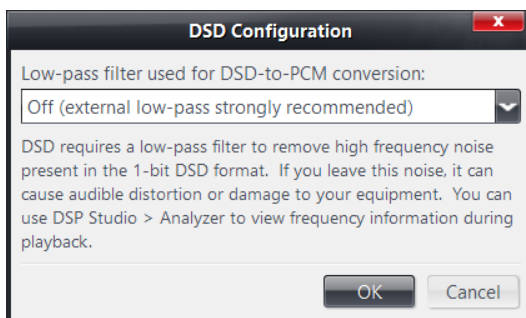 DSD Configuration
x
Low-pass filter used for DSD-to-PCM conversion:
Off (external low-pass strongly recommended)
DSD requires a low-pass filter to remove high frequency noise
present in the 1-bit DSD format.  If you leave this noise, it can
cause audible distortion or damage to your equipment.  You can
use DSP Studio > Analyzer to view frequency information during
playback.
OK
Cancel